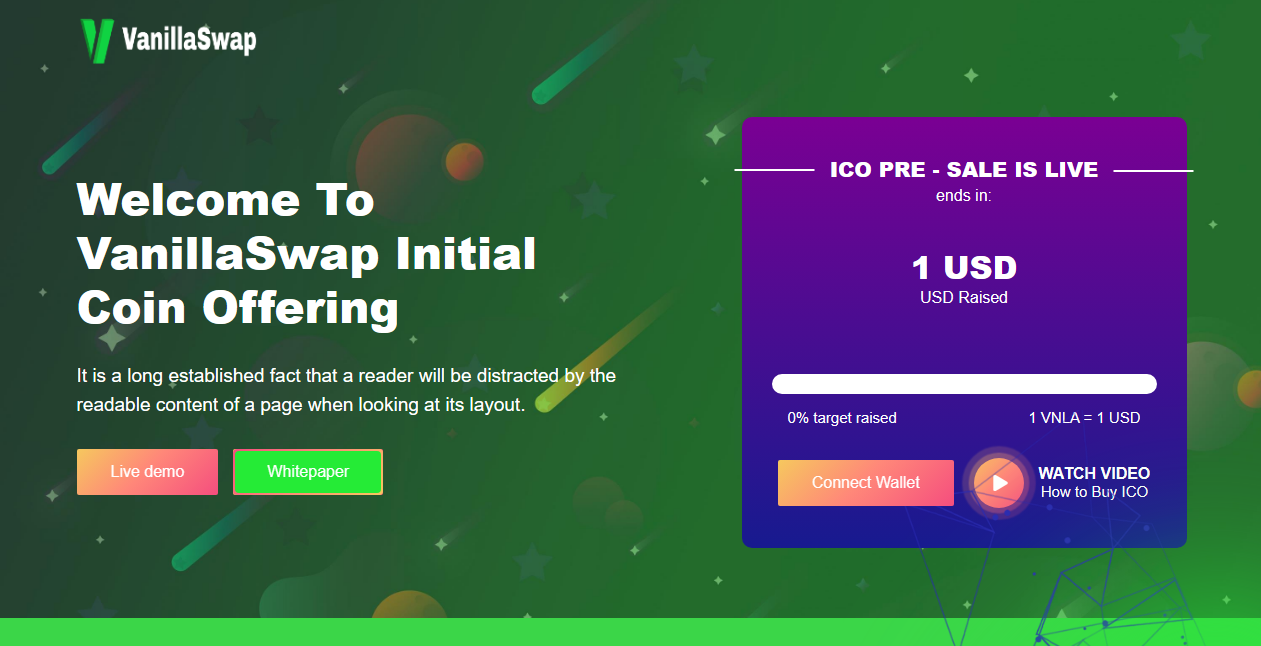 VanillaSwap
Welcome To
VanillaSwap Initial
Coin Offering
It is a long established fact that a reader will be distracted by the
readable content of a page when looking at its layout.
Live demo
Whitepaper
ICO PRE - SALE IS LIVE
ends in:
1 USD
USD Raised
0% target raised
1 VNLA = 1 USD
Connect Wallet
WATCH VIDEO
How to Buy ICO